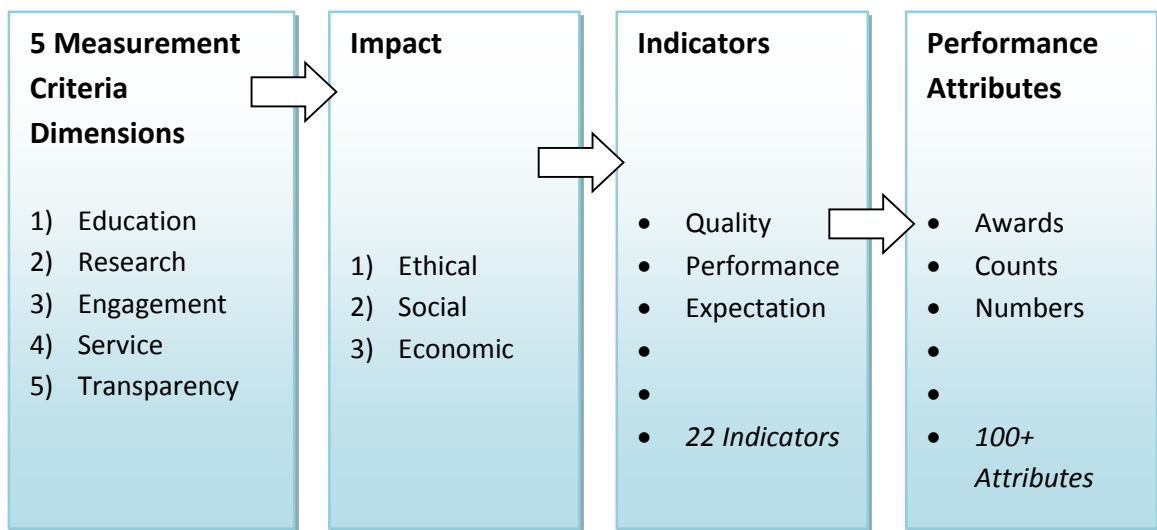 5 Measurement
Criteria
Dimensions
1) Education
2) Research
3) Engagement
4) Service
5) Transparency
Impact
1) Ethical
2) Social
3) Economic
Indicators
• Quality
• Performance
• Expectation
•
•
• 22 Indicators
Performance
Attributes
• Awards
• Counts
• Numbers
•
•
• 100+
Attributes